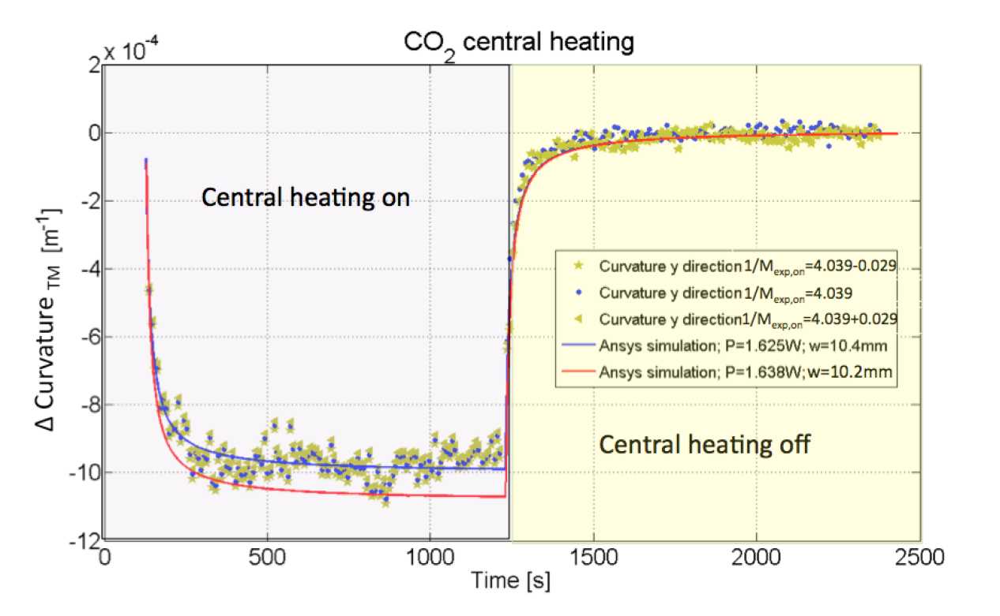 CO2 central heating
2 x 10-4
0
-2
-4
-6
-8
-10
-12
Δ Curvature TM [m-1]
Central heating on
Curvature y direction1/Mexp,on=4.039-0.029
Curvature y direction 1/Mexp,on=4.039
Curvature y direction1/Mexp,on=4.039+0.029
Ansys simulation; P=1.625W; w=10.4mm
Ansys simulation; P=1.638W; w=10.2mm
Central heating off
0 500 1000 1500 2000 2500
Time [s]